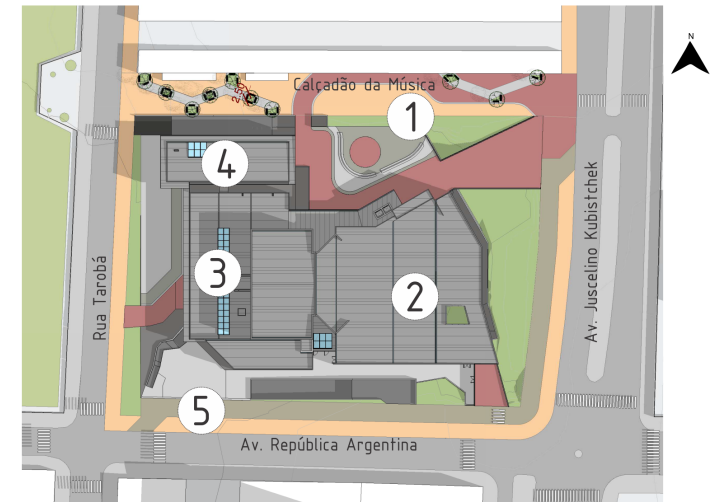 N
Calçadão da Música
1
4
3
2
Rua Tarobá
Av. Juscelino Kubistchek
5
Av. República Argentina